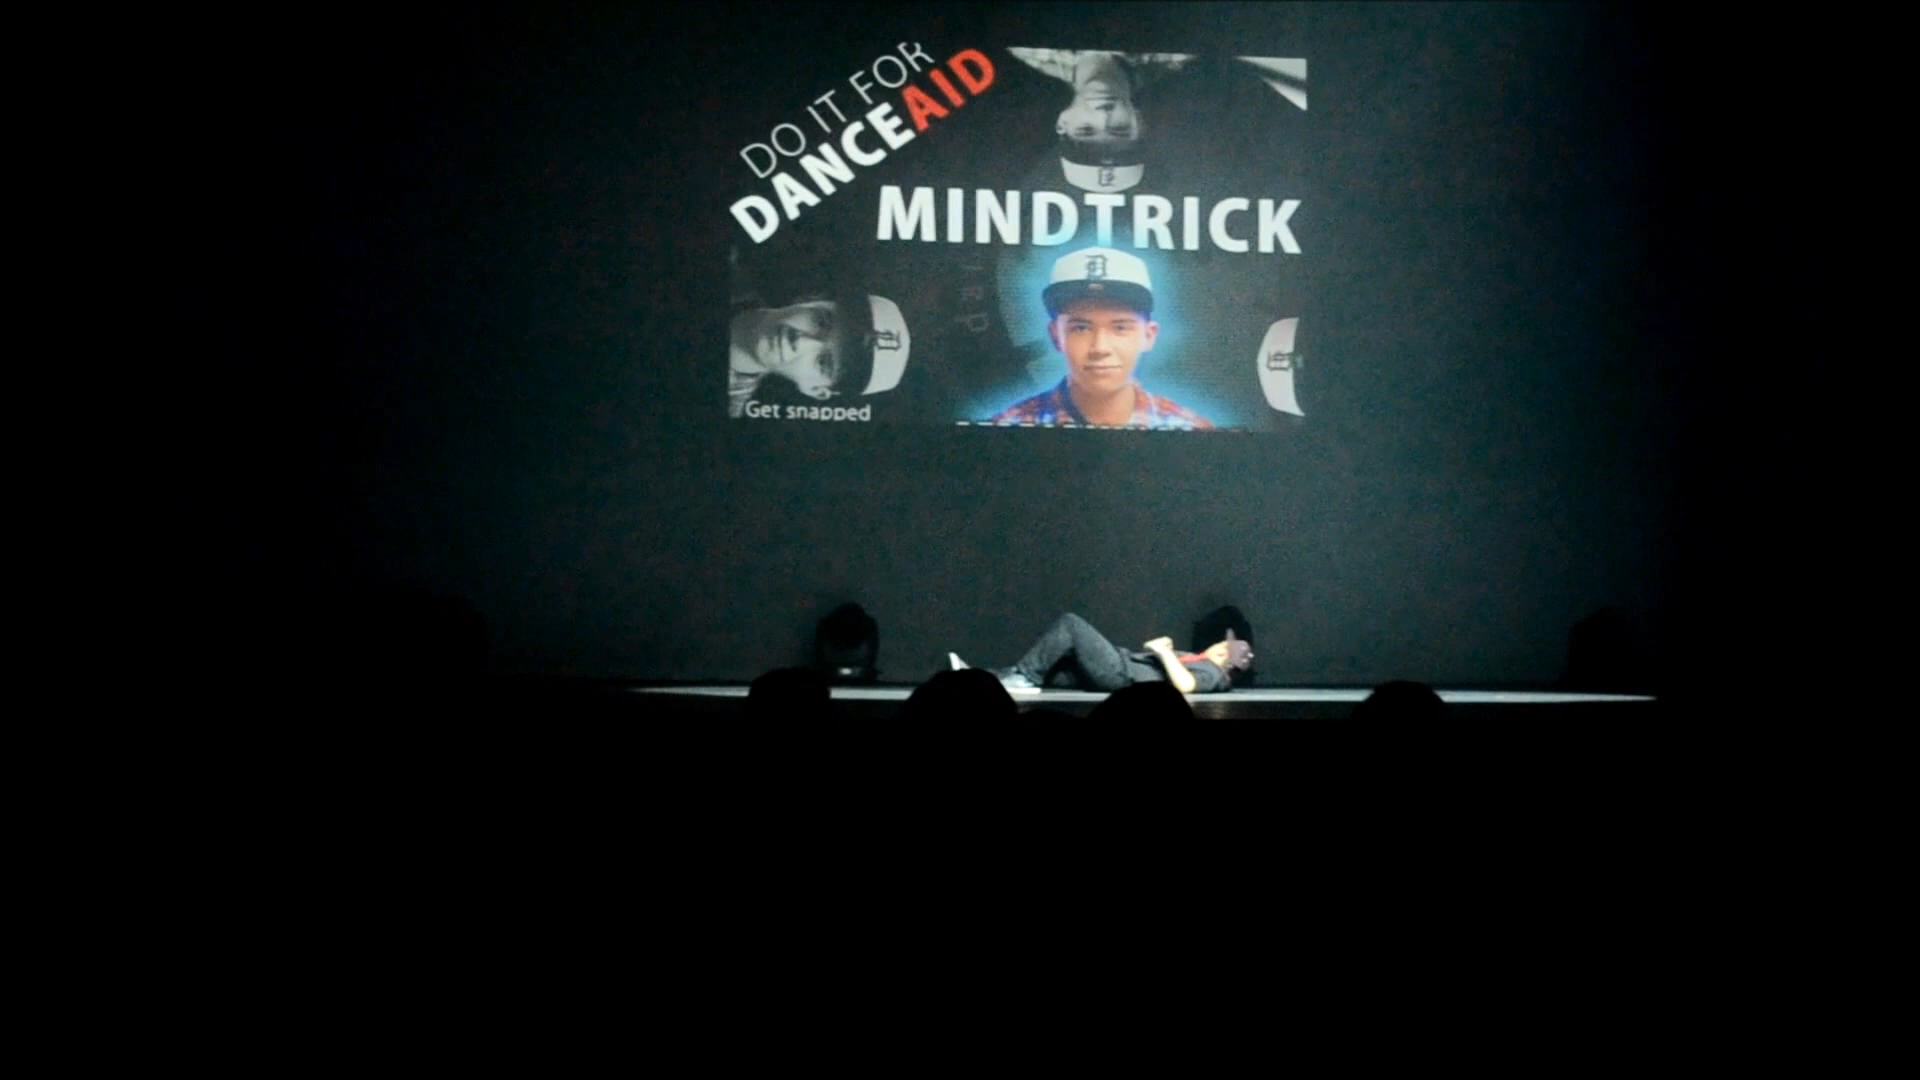 DO IT FOR
DANCEAID
MINDTRICK
D
Get snapped